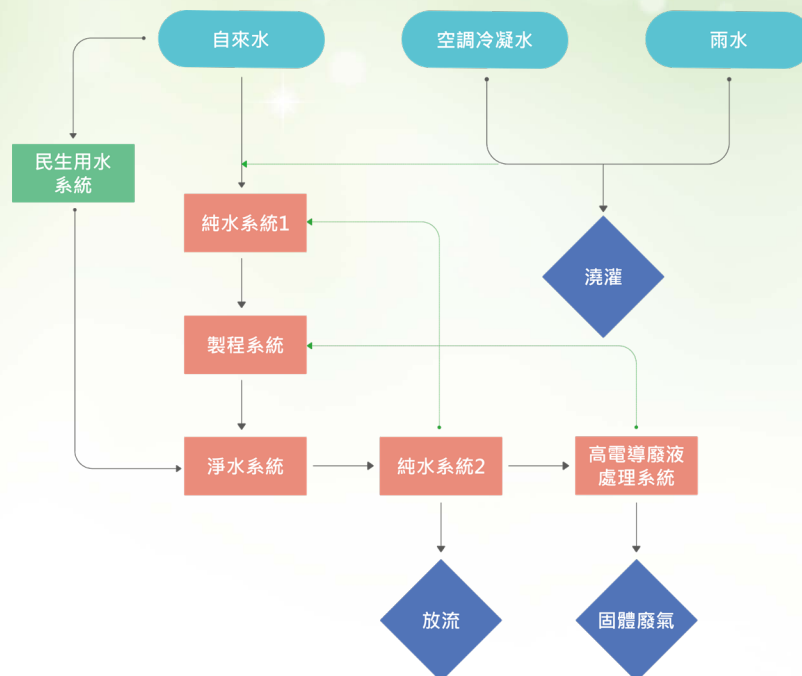 自來水
空調冷凝水
雨水
民生用水
系統
純水系統1
澆灌
製程系統
淨水系統
純水系統2
高電導廢液
處理系統
放流
固體廢氣